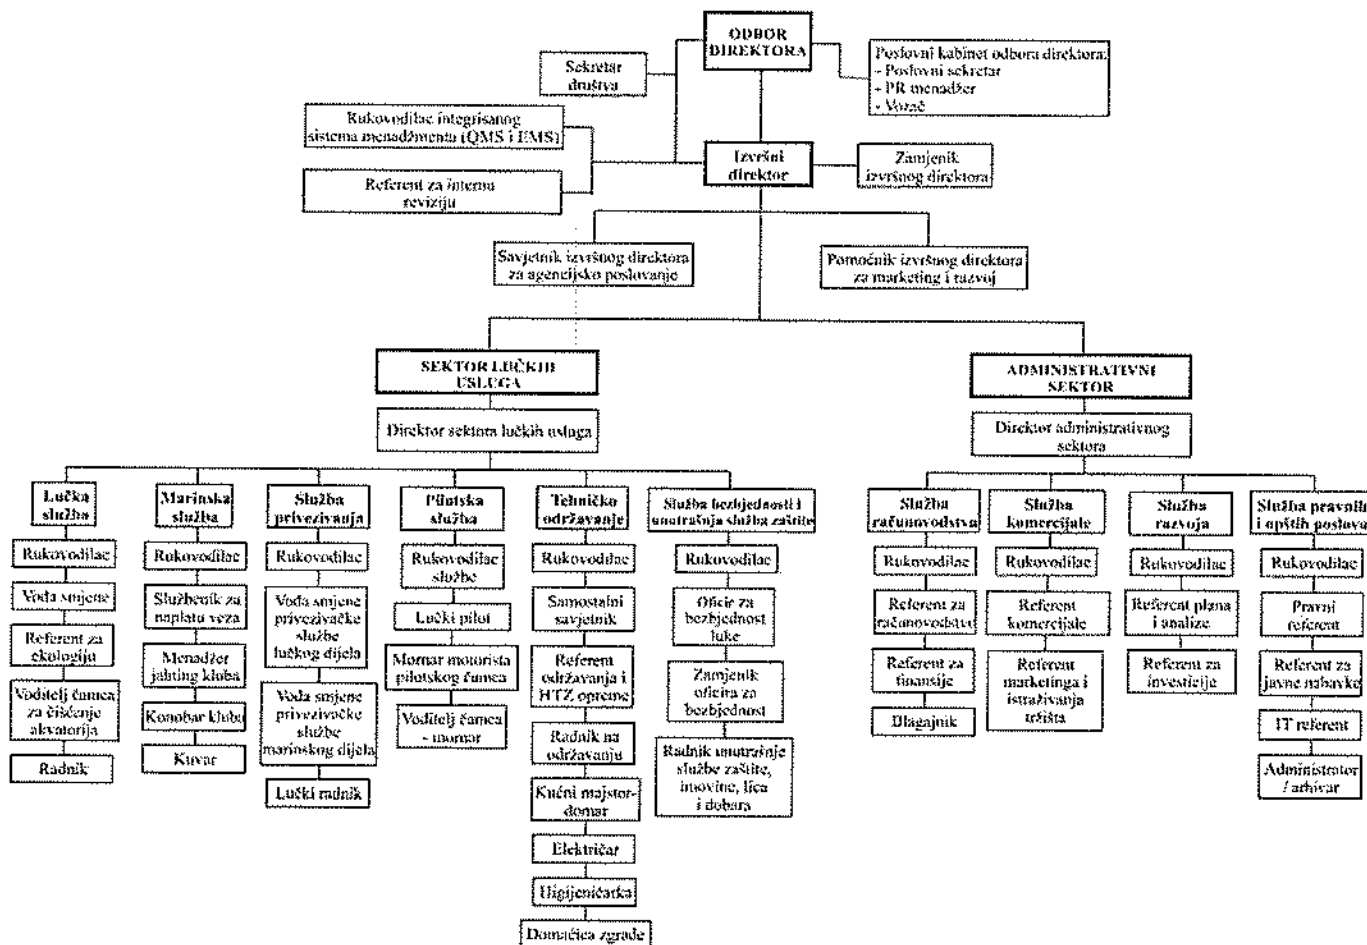 ODBOR
DIREKTORA
Poslovni kabinet odbora direktora:
- Poslovni sekretar
- PR menadžer
- Vozač
Sekretar
društva
Rukovodilac integrisanog
sistema menadžmenta (QMS i EMS)
Referent za internu
reviziju
Izvršni
direktor
Zamjenik
izvršnog direktora
Savjetnik izvršnog direktora
za agencijsko poslovanje
Pomoćnik izvršnog direktora
za marketing i razvoj
SEKTOR LUČKIH
USLUGA
ADMINISTRATIVNI
SEKTOR
Direktor sektora lučkih usluga
Direktor administrativnog
sektora
Lučka
služba
Rukovodilac
Vođa smjene
Referent za
ekologiju
Voditelj čamca
za čišćenje
akvatorija
Radnik
Marinska
služba
Rukovodilac
Službenik za
naplatu veza
Menadžer
jahting kluba
Konobar kluba
Kuvar
Služba
privezivanja
Rukovodilac
Vođa smjene
privezivačke
službe
lučkog dijela
Vođa smjene
privezivačke
službe
marinskog dijela
Lučki radnik
Pilotska
služba
Rukovodilac
službe
Lučki pilot
Mornar motorista
pilotskog čamca
Voditelj čamca
- mornar
Tehničko
održavanje
Rukovodilac
Samostalni
savjetnik
Referent
održavanja i
HTZ opreme
Radnik na
održavanju
Kućni majstor-
domar
Električar
Higijeničarka
Domaćica zgrade
Služba bezbjednosti i
unutrašnja služba zaštite
Rukovodilac
Oficir za
bezbjednost
luke
Zamjenik
oficira za
bezbjednost
Radnik unutrašnje
službe zaštite,
imovine, lica
i dobara
Služba
računovodstva
Rukovodilac
Referent za
računovodstvo
Referent za
finansije
Blagajnik
Služba
komercijale
Rukovodilac
Referent
komercijale
Referent
marketinga i
istraživanja
tržišta
Služba
razvoja
Rukovodilac
Referent plana
i analize
Referent za
investicije
Služba pravnih
i opštih poslova
Rukovodilac
Pravni
referent
Referent za
javne nabavke
IT referent
Administrator
/ arhivar